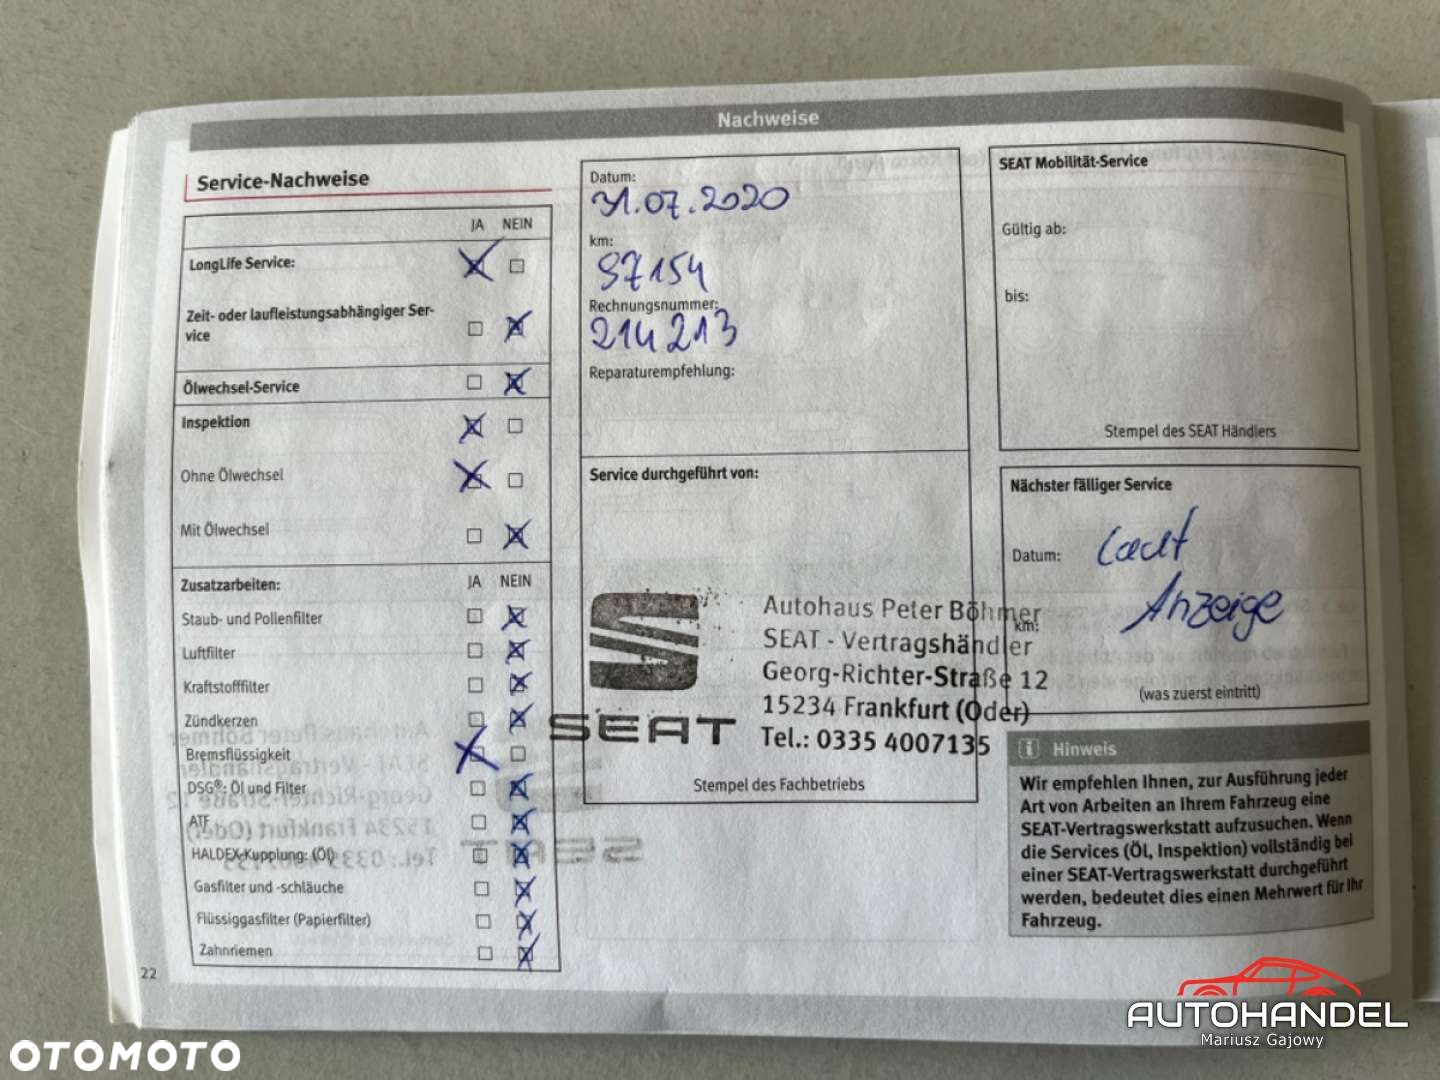 Nachweise
Service-Nachweise
JA NEIN
LongLife Service:
Zeit- oder laufleistungsabhängiger Ser-
vice
Ölwechsel-Service
Inspektion
Ohne Ölwechsel
Mit Ölwechsel
Zusatzarbeiten: JA NEIN
Staub- und Pollenfilter
Luftfilter
Kraftstofffilter
Zündkerzen
Bremsflüssigkeit
DSG®: Öl und Filter
ATF
HALDEX-Kupplung: (Öl)
Gasfilter und -schläuche
Flüssiggasfilter (Papierfilter)
Zahnriemen
22
Datum:
31.07.2020
km:
97154
Rechnungsnummer:
214213
Reparaturempfehlung:
Service durchgeführt von:
SEAT
Autohaus Peter Böhmer
SEAT - Vertragshändler
Georg-Richter-Straße 12
15234 Frankfurt (Oder)
Tel.: 0335 4007135
Stempel des Fachbetriebs
SEAT Mobilität-Service
Gültig ab:
bis:
Stempel des SEAT Händlers
Nächster fälliger Service
Datum: laut
Anzeige
km:
(was zuerst eintritt)
i Hinweis
Wir empfehlen Ihnen, zur Ausführung jeder
Art von Arbeiten an Ihrem Fahrzeug eine
SEAT-Vertragswerkstatt aufzusuchen. Wenn
die Services (Öl, Inspektion) vollständig bei
einer SEAT-Vertragswerkstatt durchgeführt
werden, bedeutet dies einen Mehrwert für Ihr
Fahrzeug.
AUTOHANDEL
Mariusz Gajowy
OTOMOTO